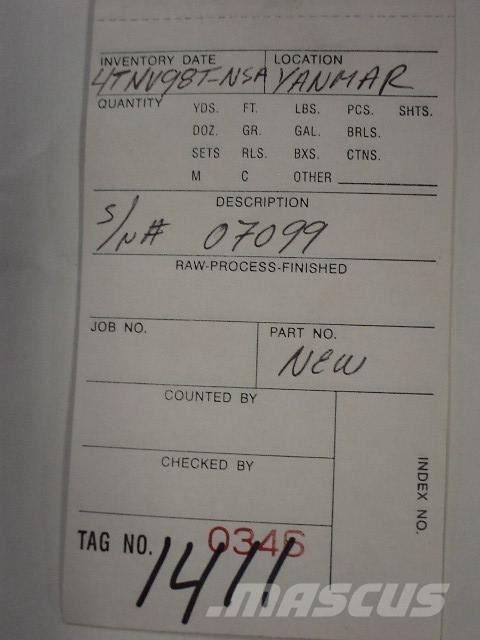 INVENTORY DATE LOCATION
4TNV98T-NSA YANMAR
QUANTITY YDS. FT. LBS. PCS. SHTS.
DOZ. GR. GAL. BRLS.
SETS RLS. BXS. CTNS.
M C OTHER
DESCRIPTION
S/N# 07099
RAW-PROCESS-FINISHED
JOB NO. PART NO.
New
COUNTED BY
CHECKED BY
INDEX NO.
TAG NO. 0346
1411
MASCUS